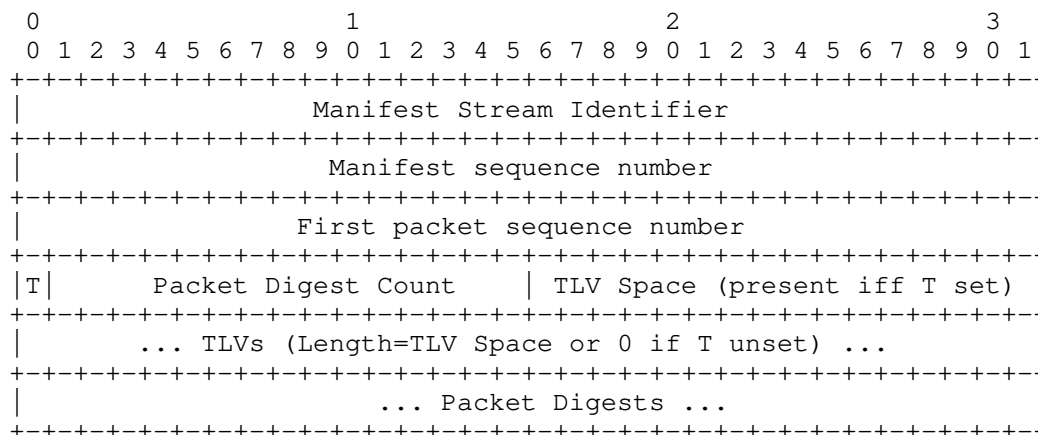 0                   1                   2                   3
 0 1 2 3 4 5 6 7 8 9 0 1 2 3 4 5 6 7 8 9 0 1 2 3 4 5 6 7 8 9 0 1
+-+-+-+-+-+-+-+-+-+-+-+-+-+-+-+-+-+-+-+-+-+-+-+-+-+-+-+-+-+-+-+-
|                  Manifest Stream Identifier
+-+-+-+-+-+-+-+-+-+-+-+-+-+-+-+-+-+-+-+-+-+-+-+-+-+-+-+-+-+-+-+-
|                   Manifest sequence number
+-+-+-+-+-+-+-+-+-+-+-+-+-+-+-+-+-+-+-+-+-+-+-+-+-+-+-+-+-+-+-+-
|                 First packet sequence number
+-+-+-+-+-+-+-+-+-+-+-+-+-+-+-+-+-+-+-+-+-+-+-+-+-+-+-+-+-+-+-+-
|T|      Packet Digest Count    | TLV Space (present iff T set)
+-+-+-+-+-+-+-+-+-+-+-+-+-+-+-+-+-+-+-+-+-+-+-+-+-+-+-+-+-+-+-+-
|       ... TLVs (Length=TLV Space or 0 if T unset) ...
+-+-+-+-+-+-+-+-+-+-+-+-+-+-+-+-+-+-+-+-+-+-+-+-+-+-+-+-+-+-+-+-
|                      ... Packet Digests ...
+-+-+-+-+-+-+-+-+-+-+-+-+-+-+-+-+-+-+-+-+-+-+-+-+-+-+-+-+-+-+-+-